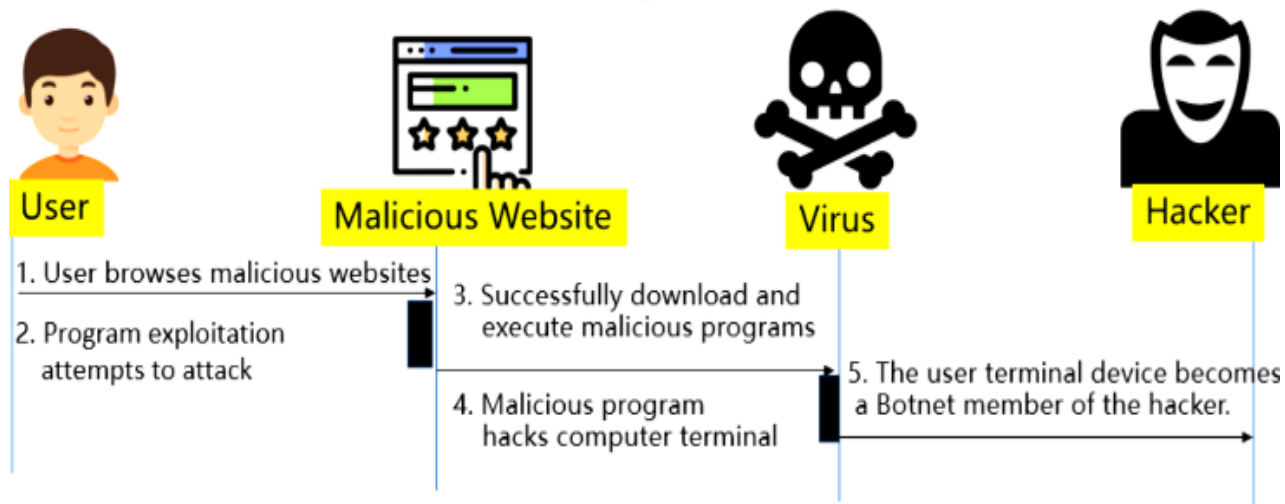 User
Malicious Website
Virus
Hacker
1. User browses malicious websites
2. Program exploitation
attempts to attack
3. Successfully download and
execute malicious programs
4. Malicious program
hacks computer terminal
5. The user terminal device becomes
a Botnet member of the hacker.